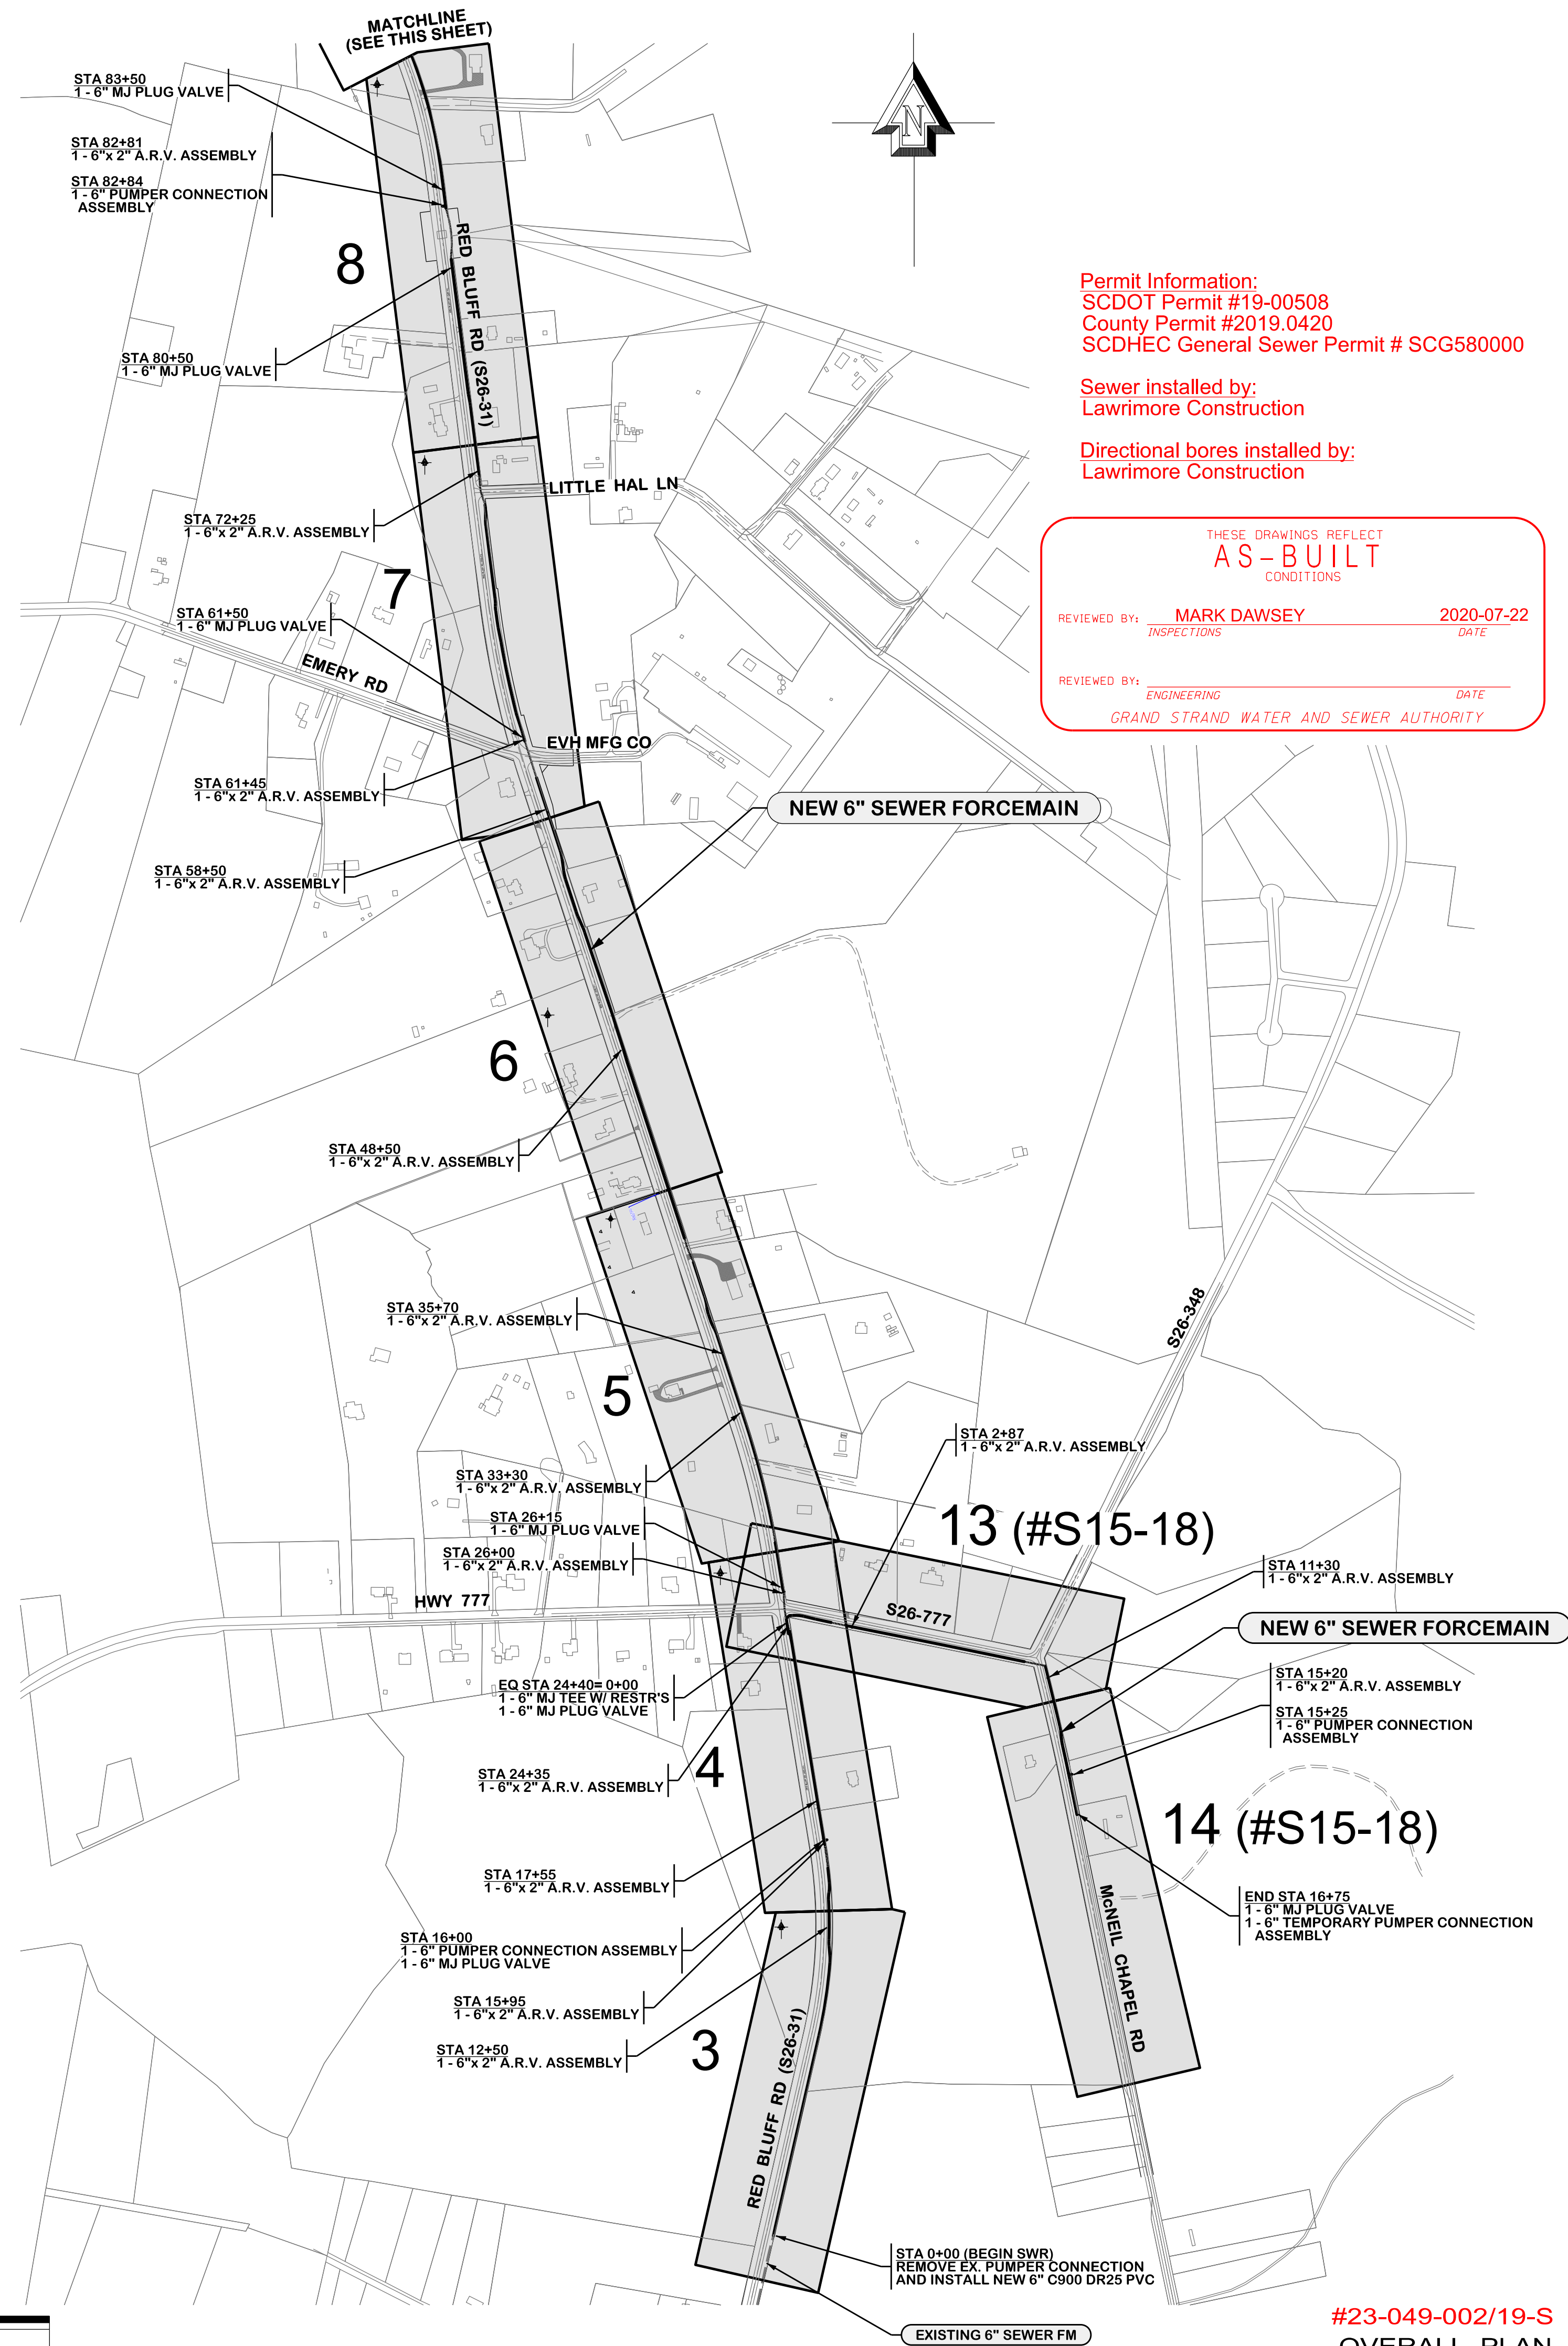 MATCHLINE
(SEE THIS SHEET)
STA 83+50
1 - 6" MJ PLUG VALVE
STA 82+81
1 - 6"x 2" A.R.V. ASSEMBLY
STA 82+84
1 - 6" PUMPER CONNECTION
ASSEMBLY
N
8
RED BLUFF RD (S26-31)
STA 80+50
1 - 6" MJ PLUG VALVE
Permit Information:
SCDOT Permit #19-00508
County Permit #2019.0420
SCDHEC General Sewer Permit # SCG580000
Sewer installed by:
Lawrimore Construction
Directional bores installed by:
Lawrimore Construction
LITTLE HAL LN
STA 72+25
1 - 6"x 2" A.R.V. ASSEMBLY
THESE DRAWINGS REFLECT
AS-BUILT
CONDITIONS
REVIEWED BY: MARK DAWSEY 2020-07-22
INSPECTIONS DATE
REVIEWED BY:
ENGINEERING DATE
GRAND STRAND WATER AND SEWER AUTHORITY
7
STA 61+50
1 - 6" MJ PLUG VALVE
EMERY RD
EVH MFG CO
STA 61+45
1 - 6"x 2" A.R.V. ASSEMBLY
NEW 6" SEWER FORCEMAIN
STA 58+50
1 - 6"x 2" A.R.V. ASSEMBLY
6
STA 48+50
1 - 6"x 2" A.R.V. ASSEMBLY
S26-348
STA 35+70
1 - 6"x 2" A.R.V. ASSEMBLY
5
STA 2+87
1 - 6"x 2" A.R.V. ASSEMBLY
STA 33+30
1 - 6"x 2" A.R.V. ASSEMBLY
13 (#S15-18)
STA 26+15
1 - 6" MJ PLUG VALVE
STA 26+00
1 - 6"x 2" A.R.V. ASSEMBLY
STA 11+30
1 - 6"x 2" A.R.V. ASSEMBLY
HWY 777
S26-777
NEW 6" SEWER FORCEMAIN
EQ STA 24+40= 0+00
1 - 6" MJ TEE W/ RESTR'S
1 - 6" MJ PLUG VALVE
STA 15+20
1 - 6"x 2" A.R.V. ASSEMBLY
STA 15+25
1 - 6" PUMPER CONNECTION
ASSEMBLY
4
STA 24+35
1 - 6"x 2" A.R.V. ASSEMBLY
14 (#S15-18)
STA 17+55
1 - 6"x 2" A.R.V. ASSEMBLY
END STA 16+75
1 - 6" MJ PLUG VALVE
1 - 6" TEMPORARY PUMPER CONNECTION
ASSEMBLY
McNEIL CHAPEL RD
STA 16+00
1 - 6" PUMPER CONNECTION ASSEMBLY
1 - 6" MJ PLUG VALVE
STA 15+95
1 - 6"x 2" A.R.V. ASSEMBLY
STA 12+50
1 - 6"x 2" A.R.V. ASSEMBLY
3
RED BLUFF RD (S26-31)
STA 0+00 (BEGIN SWR)
REMOVE EX. PUMPER CONNECTION
AND INSTALL NEW 6" C900 DR25 PVC
EXISTING 6" SEWER FM
#23-049-002/19-S
OVERALL PLAN